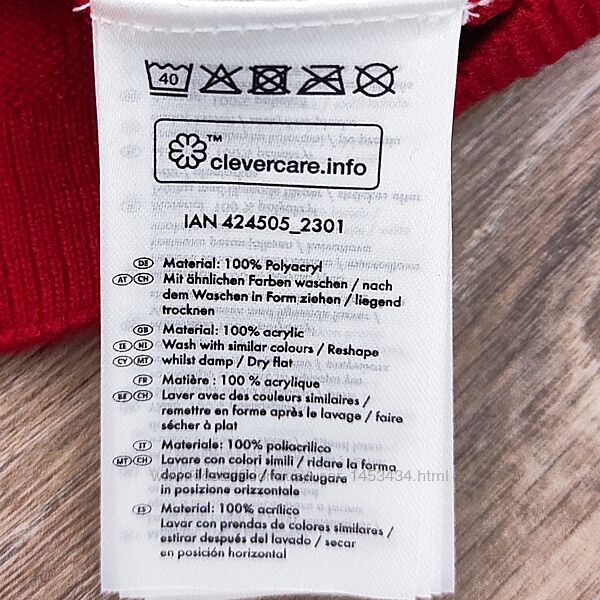 40
™
clevercare.info
IAN 424505_2301
DE Material: 100% Polyacryl
AT CH Mit ähnlichen Farben waschen / nach
dem Waschen in Form ziehen / liegend
trocknen
GB Material: 100% acrylic
IE NI Wash with similar colours / Reshape
CY MT whilst damp / Dry flat
FR Matière : 100 % acrylique
BE CH Laver avec des couleurs similaires /
remettre en forme après le lavage / faire
sécher à plat
IT Materiale: 100% poliacrilico
MT CH Lavare con colori simili / ridare la forma
dopo il lavaggio / far asciugare
in posizione orizzontale
1453434.html
ES Material: 100% acrílico
Lavar con prendas de colores similares /
estirar después del lavado / secar
en posición horizontal